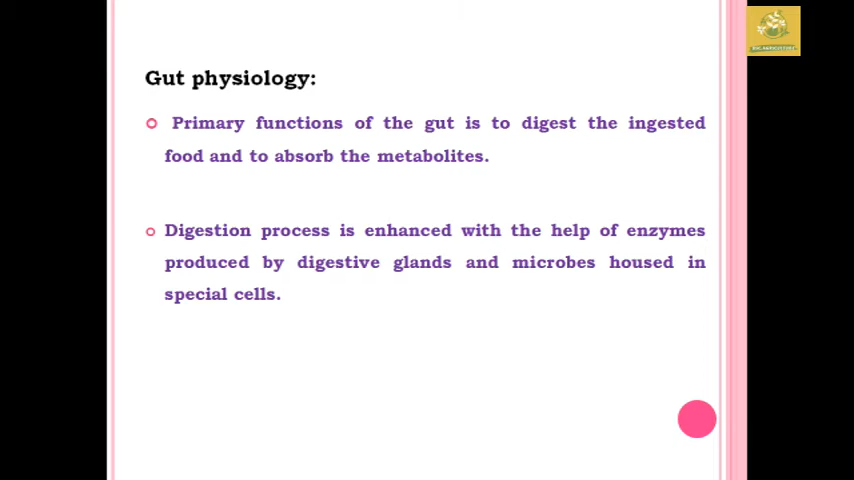 Gut physiology:
Primary functions of the gut is to digest the ingested
food and to absorb the metabolites.
Digestion process is enhanced with the help of enzymes
produced by digestive glands and microbes housed in
special cells.